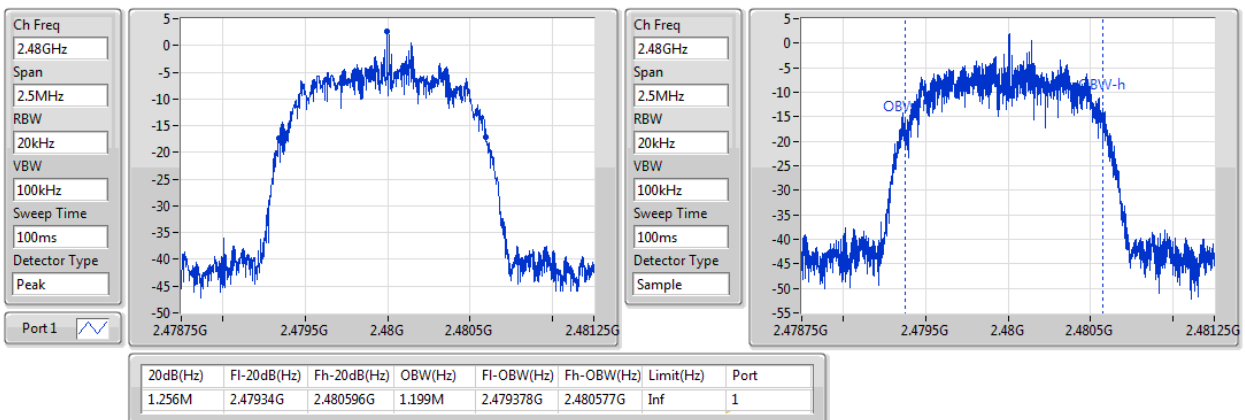 Ch Freq
2.48GHz
Span
2.5MHz
RBW
20kHz
VBW
100kHz
Sweep Time
100ms
Detector Type
Peak
Port 1
5
0
-5
-10
-15
-20
-25
-30
-35
-40
-45
-50
2.47875G 2.4795G 2.48G 2.4805G 2.48125G
Ch Freq
2.48GHz
Span
2.5MHz
RBW
20kHz
VBW
100kHz
Sweep Time
100ms
Detector Type
Sample
5
0
-5
-10
-15
-20
-25
-30
-35
-40
-45
-50
-55
OBW-h
2.47875G 2.4795G 2.48G 2.4805G 2.48125G
20dB(Hz) Fl-20dB(Hz) Fh-20dB(Hz) OBW(Hz) Fl-OBW(Hz) Fh-OBW(Hz) Limit(Hz) Port
1.256M 2.47934G 2.480596G 1.199M 2.479378G 2.480577G Inf 1